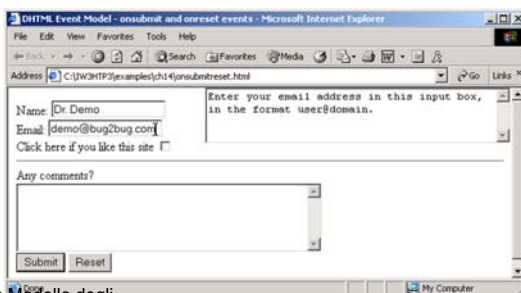 DHTML Event Model - onsubmit and onreset events - Microsoft Internet Explorer
File Edit View Favorites Tools Help
Back Search Favorites Media
Address C:\IW3HTP3\examples\ch14\onsubmitreset.html Go Links
Name: Dr. Demo
Email: demo@bug2bug.com
Click here if you like this site
Enter your email address in this input box,
in the format user@domain.
Any comments?
Submit Reset
Done My Computer
Modello degli